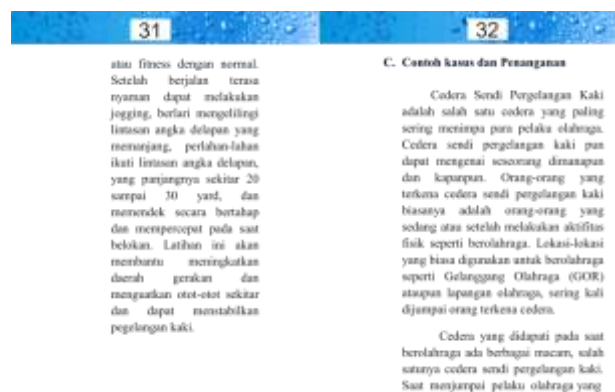 31
atau fitness dengan normal.
Setelah berjalan terasa
nyaman dapat melakukan
jogging, berlari mengelilingi
lintasan angka delapan yang
memanjang, perlahan-lahan
ikuti lintasan angka delapan,
yang panjangnya sekitar 20
sampai 30 yard, dan
memendek secara bertahap
dan mempercepat pada saat
belokan. Latihan ini akan
membantu meningkatkan
daerah gerakan dan
menguatkan otot-otot sekitar
dan dapat menstabilkan
pegelangan kaki.
32
C. Contoh kasus dan Penanganan
Cedera Sendi Pergelangan Kaki
adalah salah satu cedera yang paling
sering menimpa para pelaku olahraga.
Cedera sendi pergelangan kaki pun
dapat mengenai seseorang dimanapun
dan kapanpun. Orang-orang yang
terkena cedera sendi pergelangan kaki
biasanya adalah orang-orang yang
sedang atau setelah melakukan aktifitas
fisik seperti berolahraga. Lokasi-lokasi
yang biasa digunakan untuk berolahraga
seperti Gelanggang Olahraga (GOR)
ataupun lapangan olahraga, sering kali
dijumpai orang terkena cedera.
Cedera yang didapati pada saat
berolahraga ada berbagai macam, salah
satunya cedera sendi pergelangan kaki.
Saat menjumpai pelaku olahraga yang